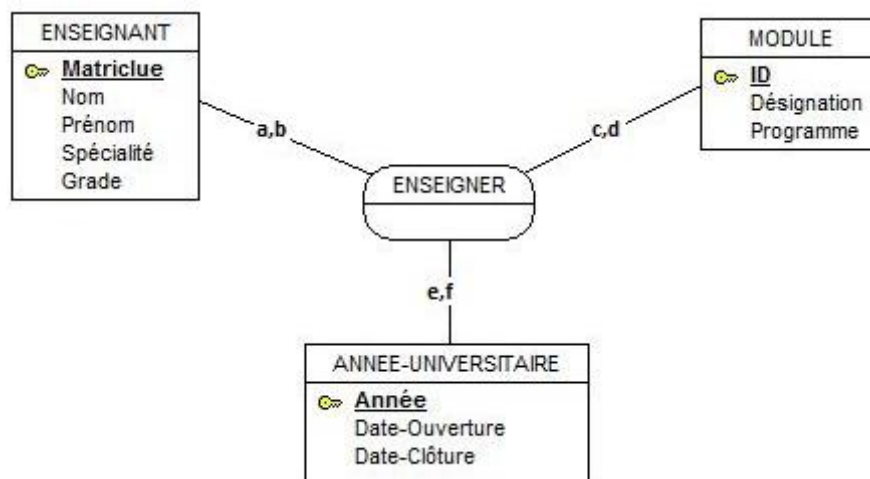 ENSEIGNANT
Matriclue
Nom
Prénom
Spécialité
Grade
a,b
MODULE
ID
Désignation
Programme
c,d
ENSEIGNER
e,f
ANNEE-UNIVERSITAIRE
Année
Date-Ouverture
Date-Clôture